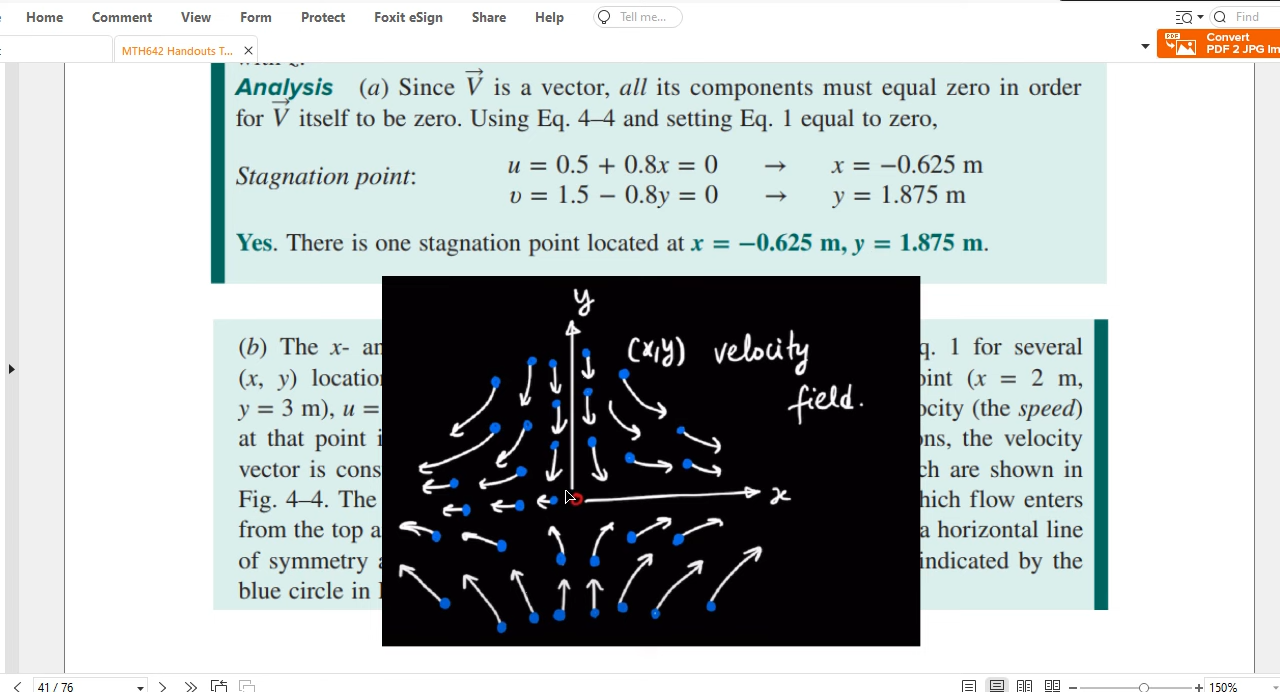 Home Comment View Form Protect Foxit eSign Share Help Tell me... Find
MTH642 Handouts T... Convert
PDF 2 JPG Im
Analysis (a) Since V⃗ is a vector, all its components must equal zero in order
for V⃗ itself to be zero. Using Eq. 4–4 and setting Eq. 1 equal to zero,
Stagnation point: u = 0.5 + 0.8x = 0 → x = −0.625 m
υ = 1.5 − 0.8y = 0 → y = 1.875 m
Yes. There is one stagnation point located at x = −0.625 m, y = 1.875 m.
y
(x,y) velocity
field.
x
(b) The x- an q. 1 for several
(x, y) location oint (x = 2 m,
y = 3 m), u = ocity (the speed)
at that point i ns, the velocity
vector is cons ch are shown in
Fig. 4–4. The hich flow enters
from the top a a horizontal line
of symmetry indicated by the
blue circle in
41 / 76 150%